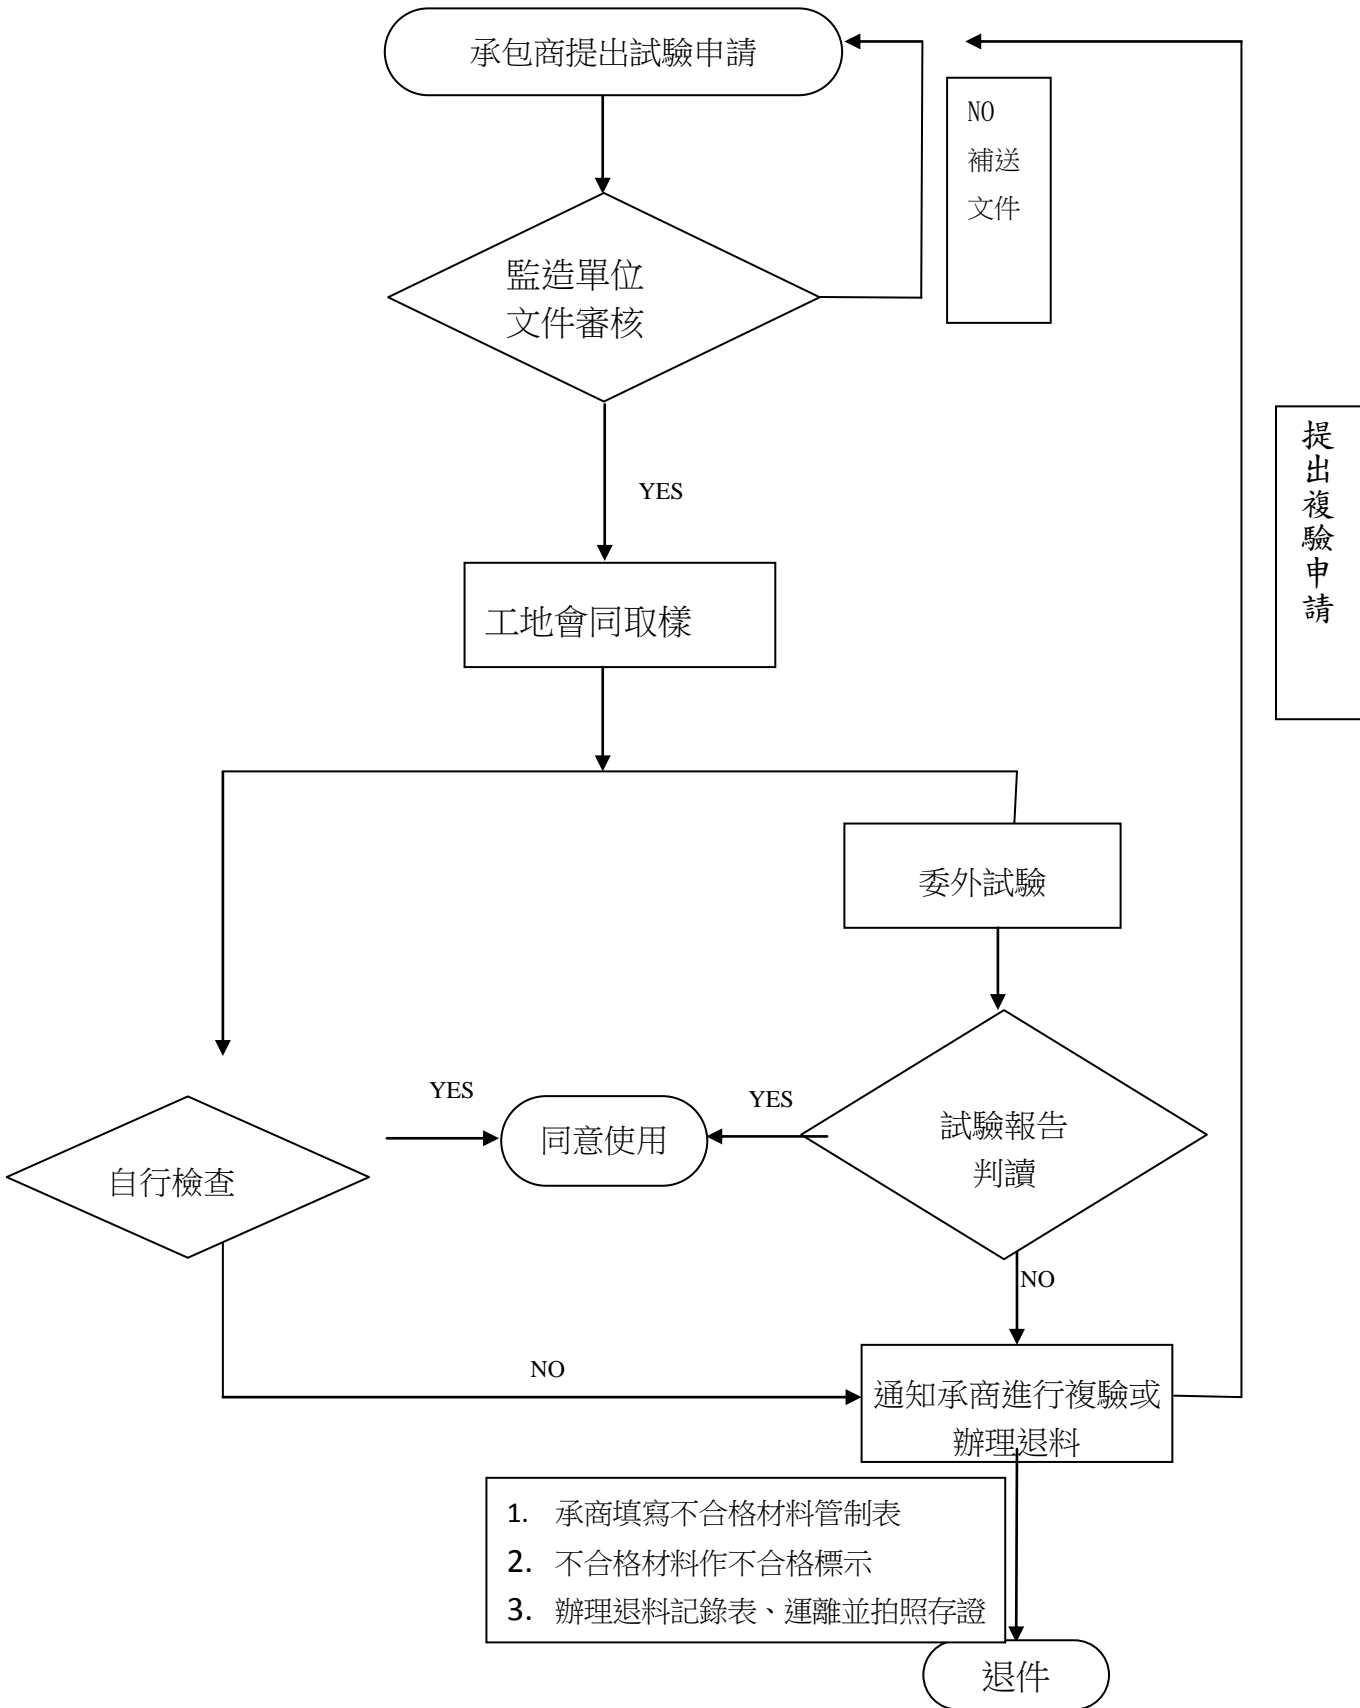 承包商提出試驗申請
NO
補送
文件
監造單位
文件審核
YES
提出複驗申請
工地會同取樣
委外試驗
YES
同意使用
YES
試驗報告
判讀
自行檢查
NO
NO
通知承商進行複驗或
辦理退料
1. 承商填寫不合格材料管制表
2. 不合格材料作不合格標示
3. 辦理退料記錄表、運離並拍照存證
退件